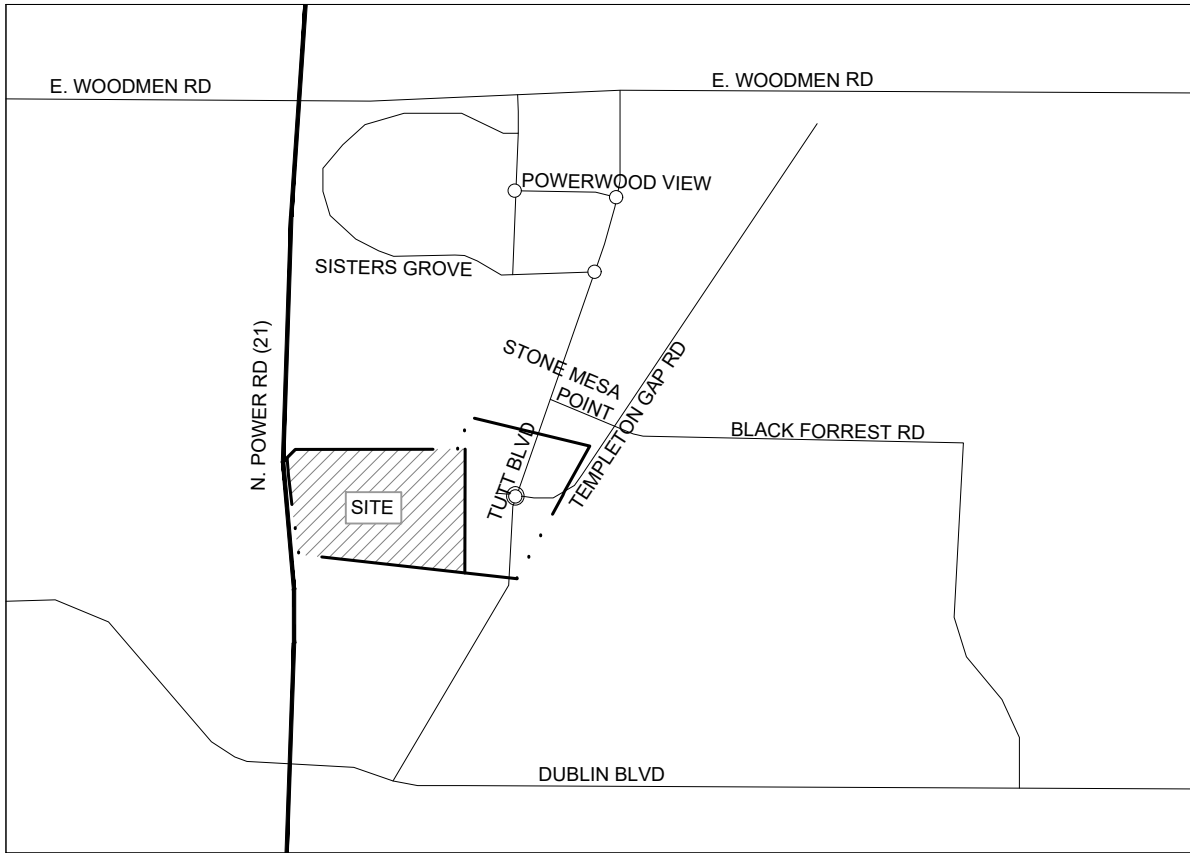 E. WOODMEN RD
E. WOODMEN RD
POWERWOOD VIEW
SISTERS GROVE
N. POWER RD (21)
STONE MESA
POINT
TEMPLETON GAP RD
BLACK FORREST RD
TUTT BLVD
SITE
DUBLIN BLVD